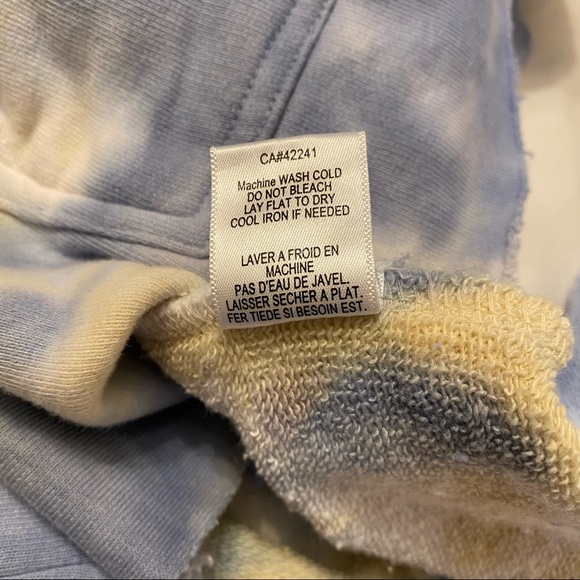 CA#42241
Machine WASH COLD
DO NOT BLEACH
LAY FLAT TO DRY
COOL IRON IF NEEDED
LAVER A FROID EN
MACHINE
PAS D'EAU DE JAVEL.
LAISSER SECHER A PLAT.
FER TIEDE SI BESOIN EST.